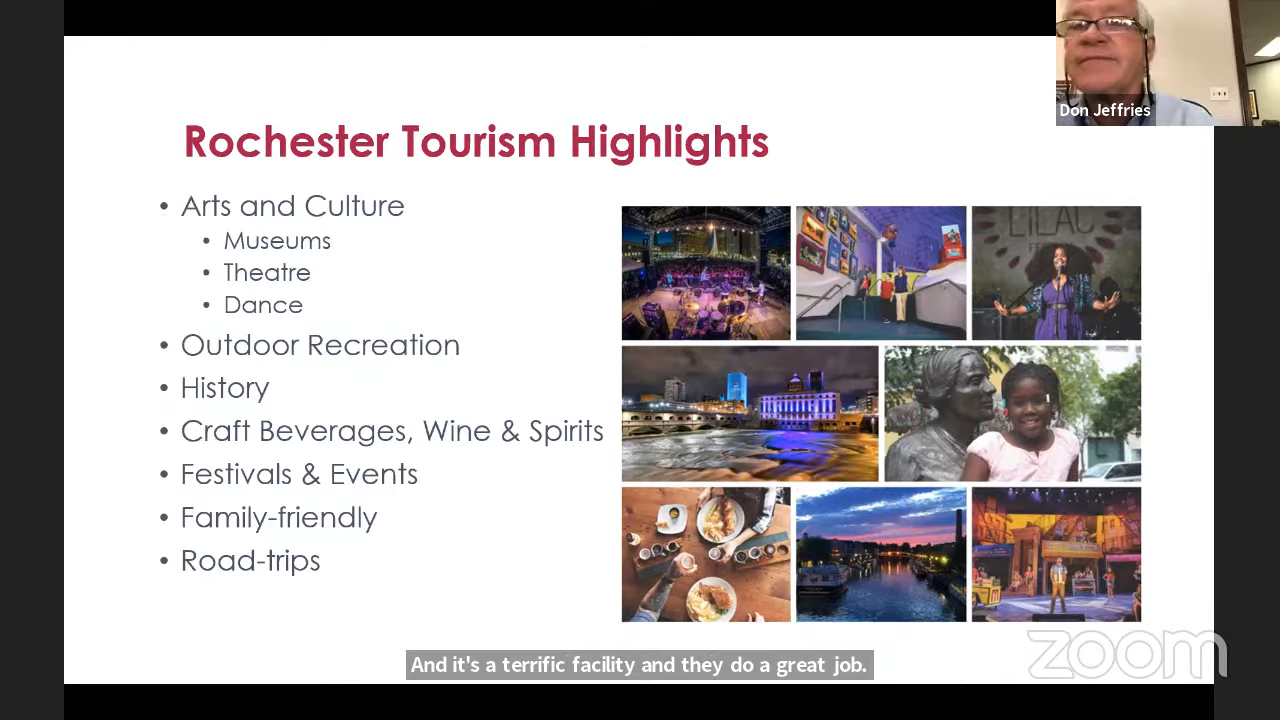 Don Jeffries
Rochester Tourism Highlights
• Arts and Culture
• Museums
• Theatre
• Dance
• Outdoor Recreation
• History
• Craft Beverages, Wine & Spirits
• Festivals & Events
• Family-friendly
• Road-trips
LILAC
And it's a terrific facility and they do a great job.
zoom